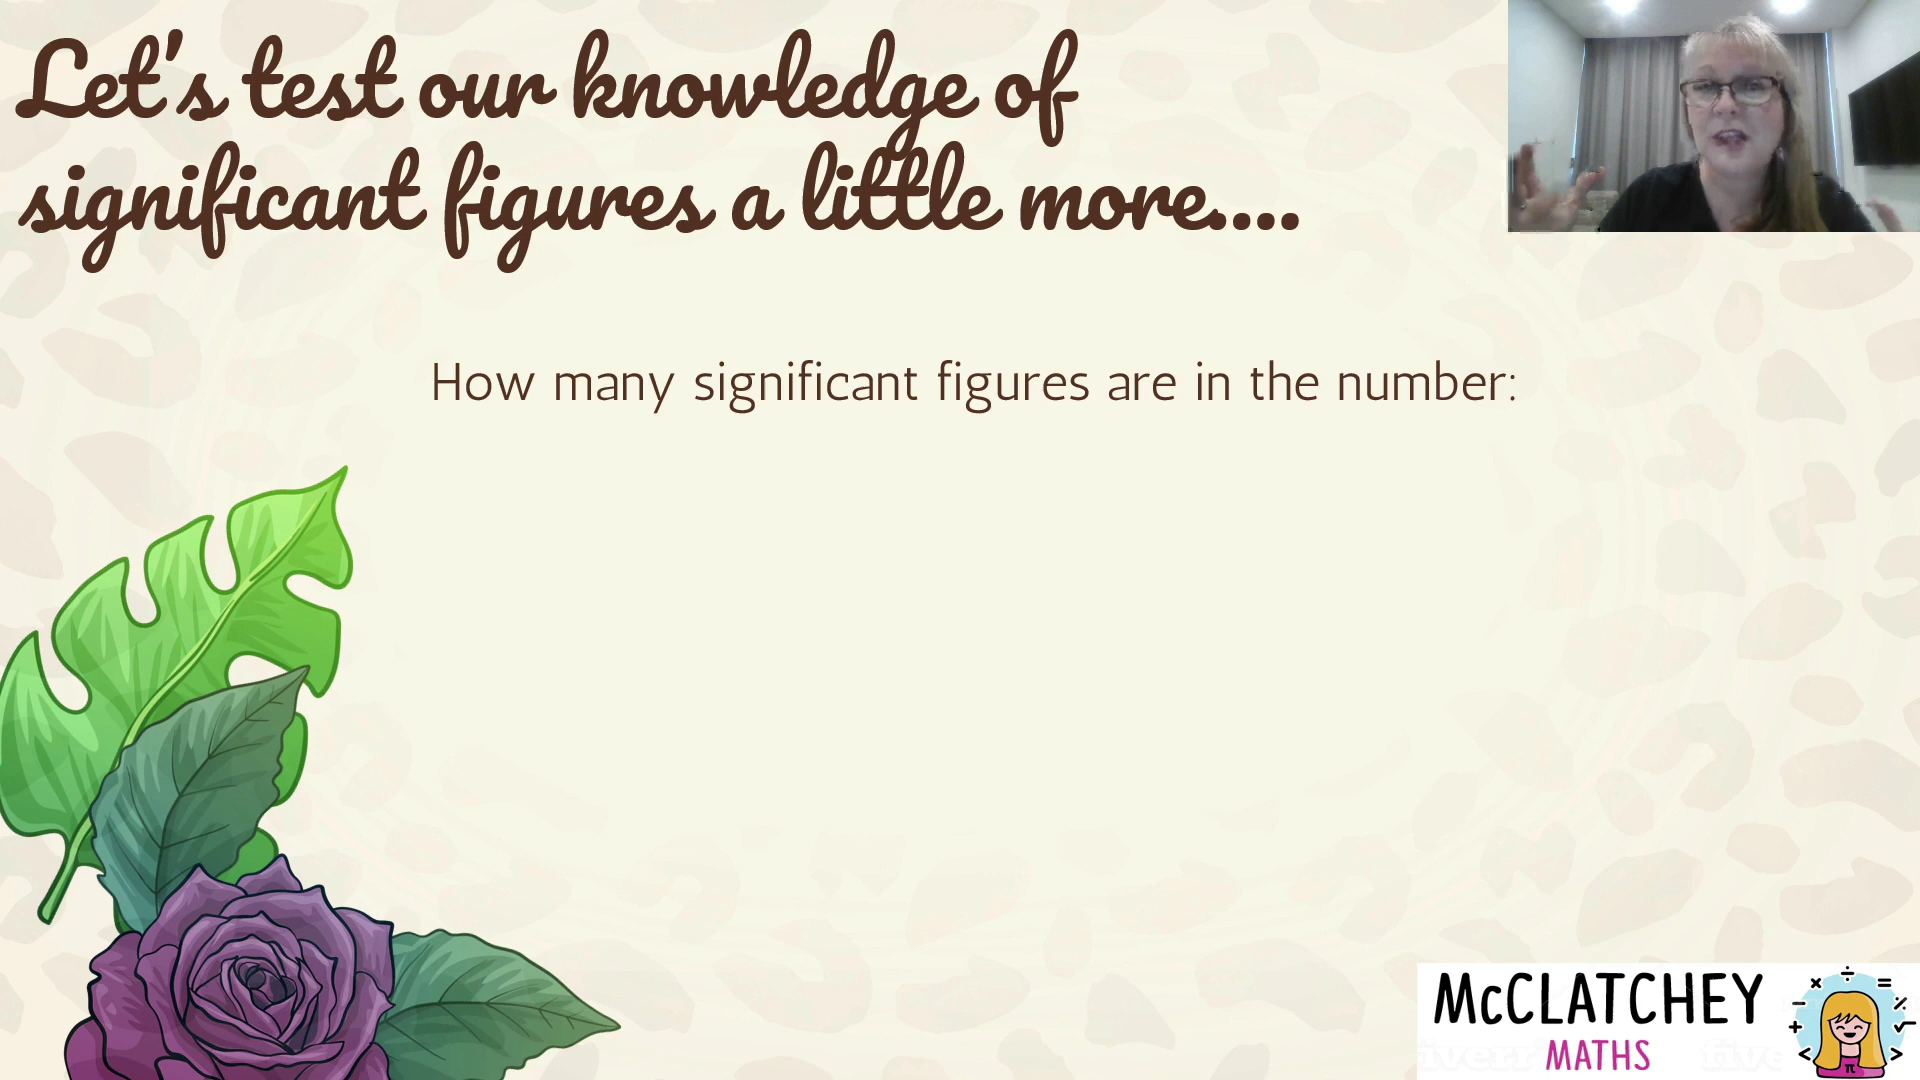 Let's test our knowledge of
significant figures a little more....
How many significant figures are in the number:
McCLATCHEY
MATHS